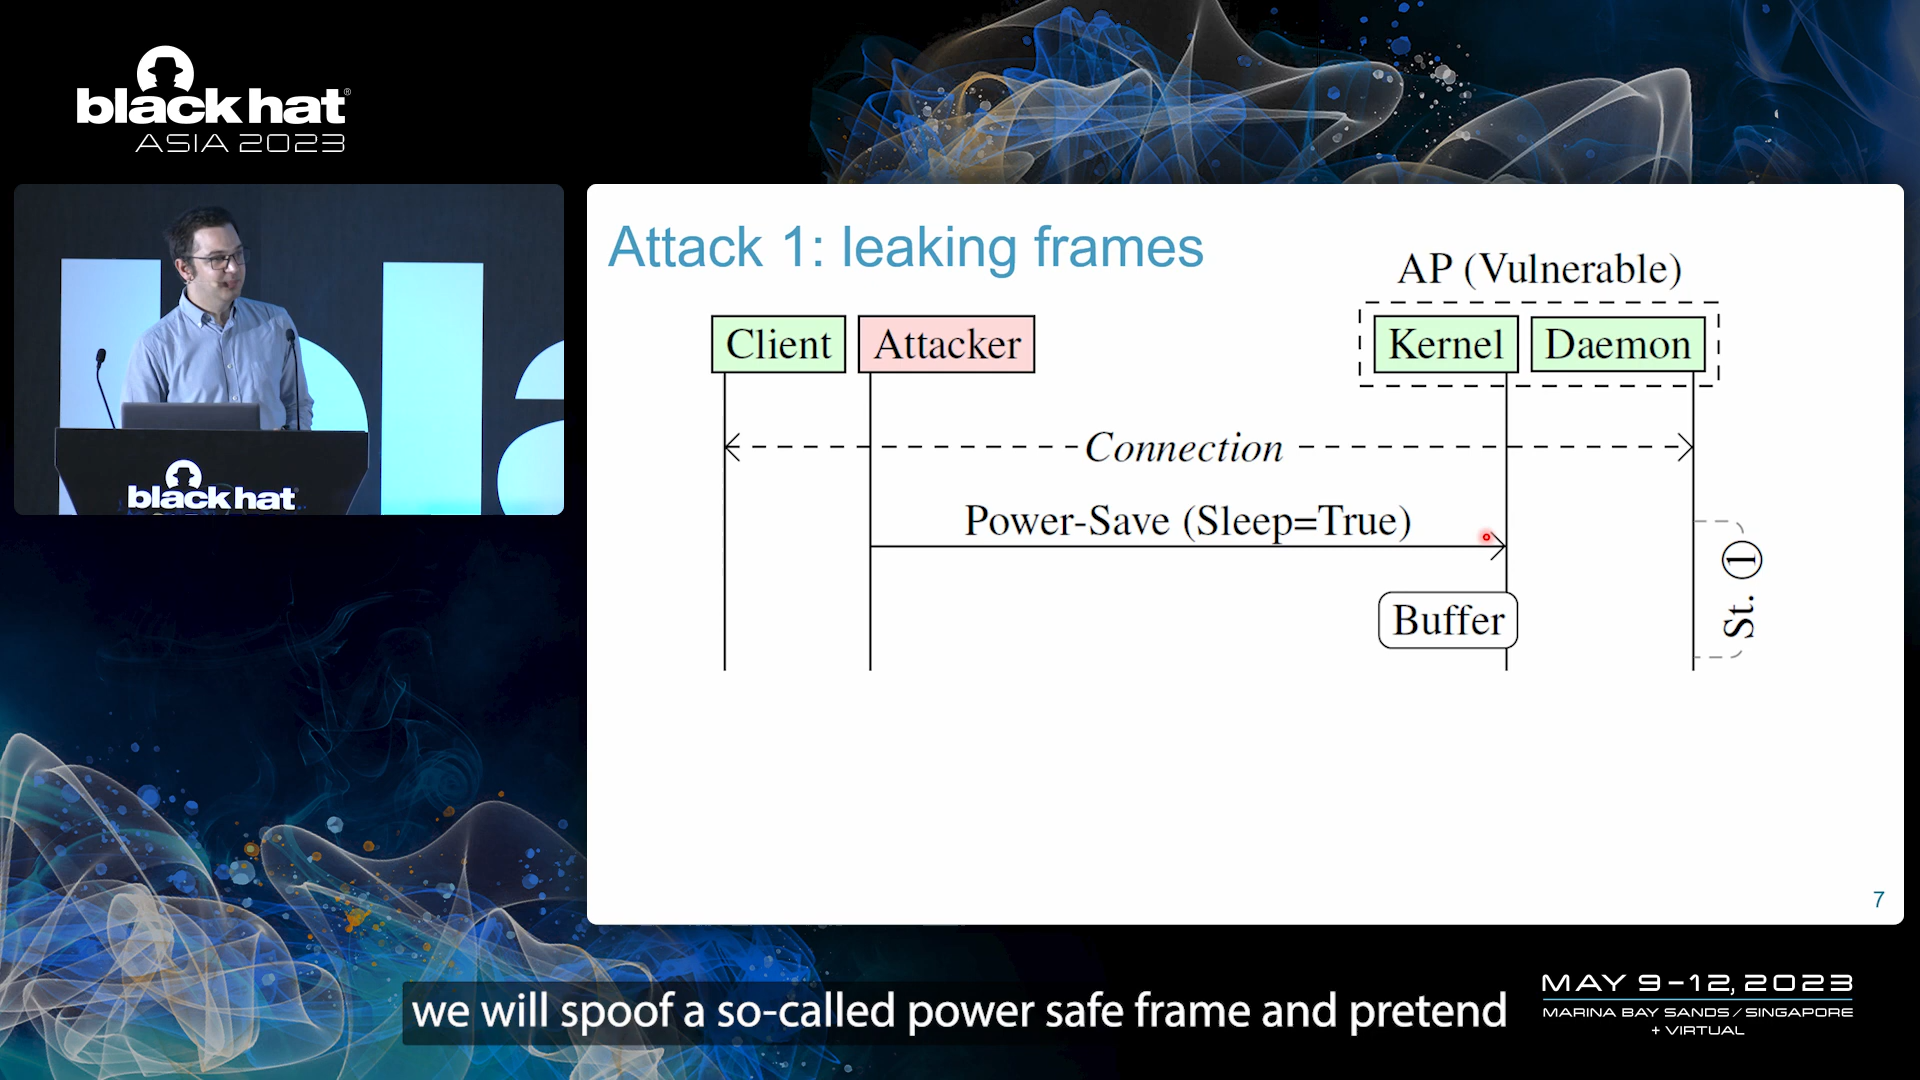 black hat®
ASIA 2023
black hat
Attack 1: leaking frames
AP (Vulnerable)
Client
Attacker
Kernel
Daemon
Connection
Power-Save (Sleep=True)
Buffer
St. ①
7
we will spoof a so-called power safe frame and pretend
MAY 9-12, 2023
MARINA BAY SANDS / SINGAPORE
+ VIRTUAL